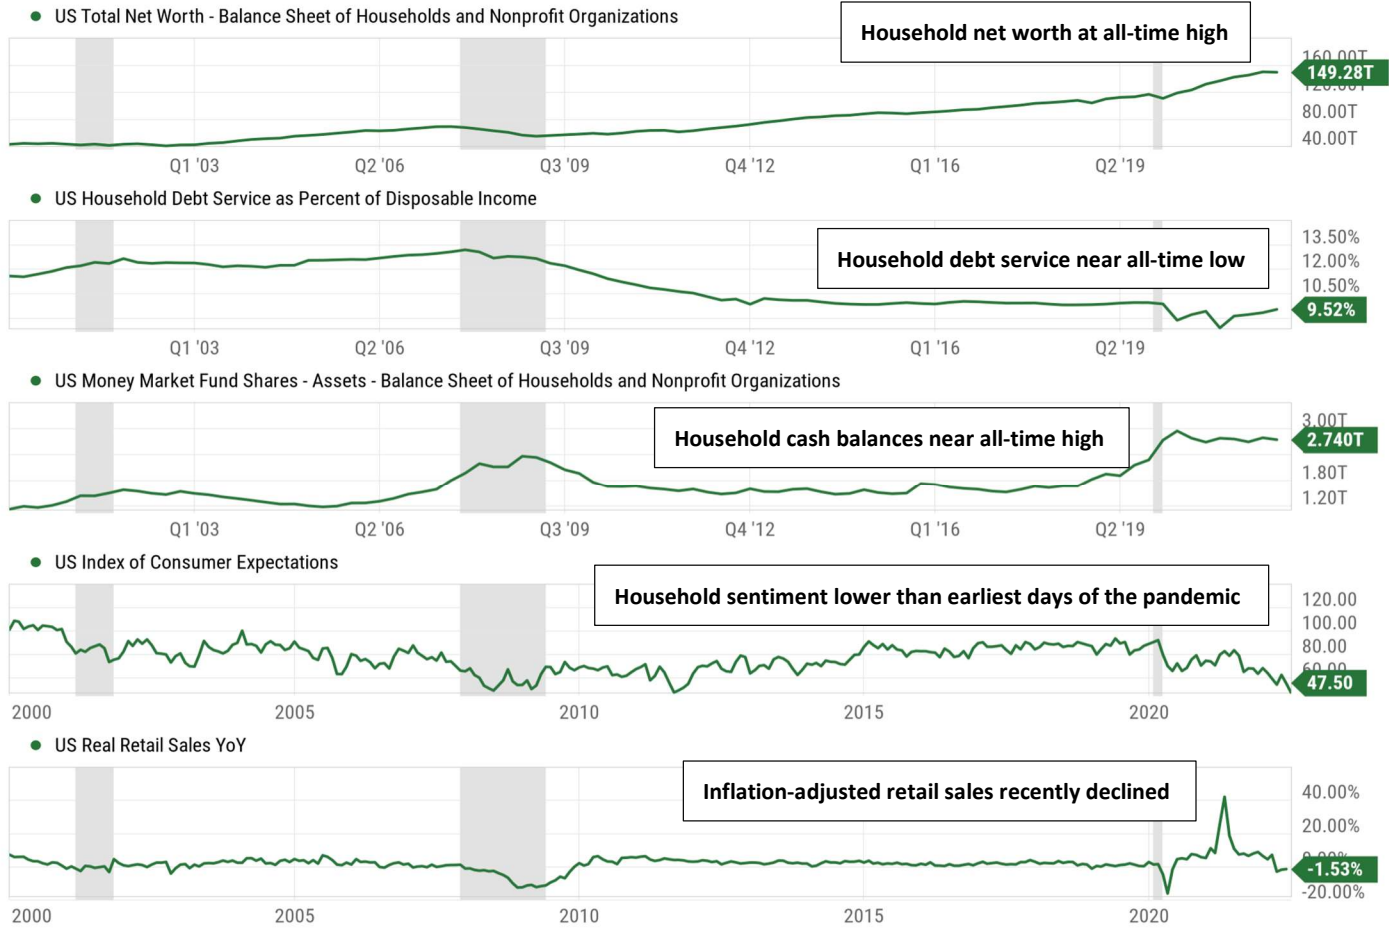 US Total Net Worth - Balance Sheet of Households and Nonprofit Organizations
Household net worth at all-time high
160.00T
149.28T
120.00T
80.00T
40.00T
Q1 '03 Q2 '06 Q3 '09 Q4 '12 Q1 '16 Q2 '19
US Household Debt Service as Percent of Disposable Income
Household debt service near all-time low
13.50%
12.00%
10.50%
9.52%
Q1 '03 Q2 '06 Q3 '09 Q4 '12 Q1 '16 Q2 '19
US Money Market Fund Shares - Assets - Balance Sheet of Households and Nonprofit Organizations
Household cash balances near all-time high
3.00T
2.740T
1.80T
1.20T
Q1 '03 Q2 '06 Q3 '09 Q4 '12 Q1 '16 Q2 '19
US Index of Consumer Expectations
Household sentiment lower than earliest days of the pandemic
120.00
100.00
80.00
60.00
47.50
2000 2005 2010 2015 2020
US Real Retail Sales YoY
Inflation-adjusted retail sales recently declined
40.00%
20.00%
0.00%
-1.53%
-20.00%
2000 2005 2010 2015 2020